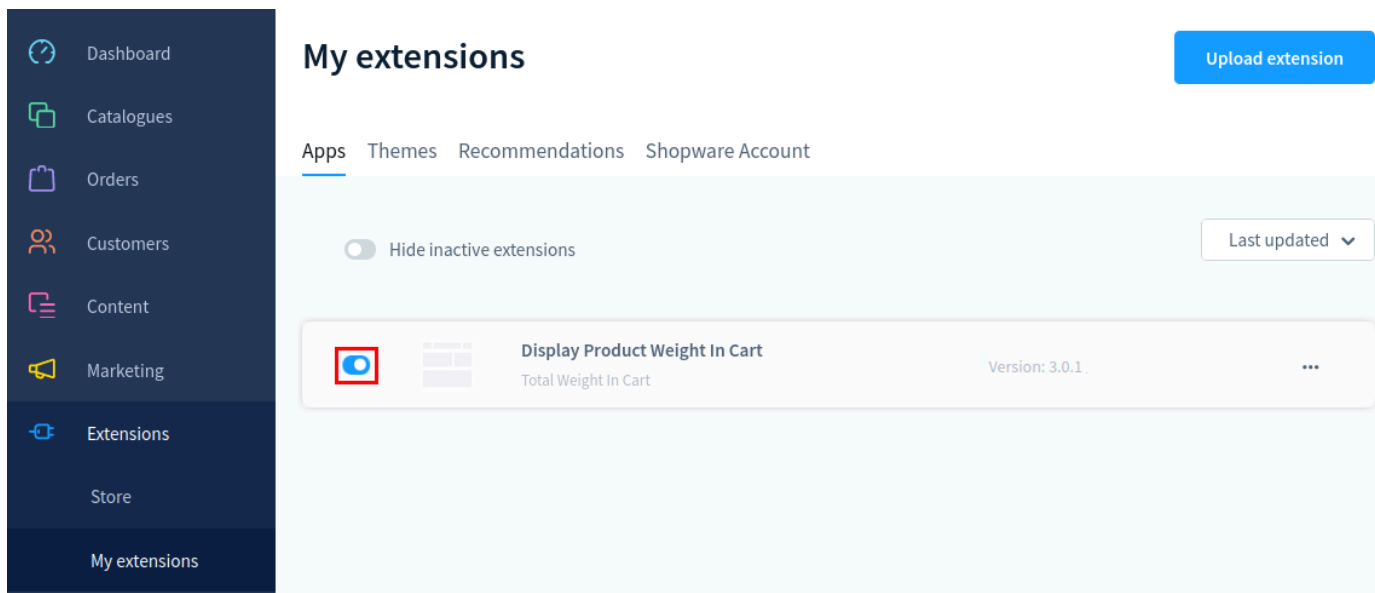 Dashboard
Catalogues
Orders
Customers
Content
Marketing
Extensions
Store
My extensions
My extensions
Upload extension
Apps Themes Recommendations Shopware Account
Hide inactive extensions
Last updated
Display Product Weight In Cart
Total Weight In Cart
Version: 3.0.1